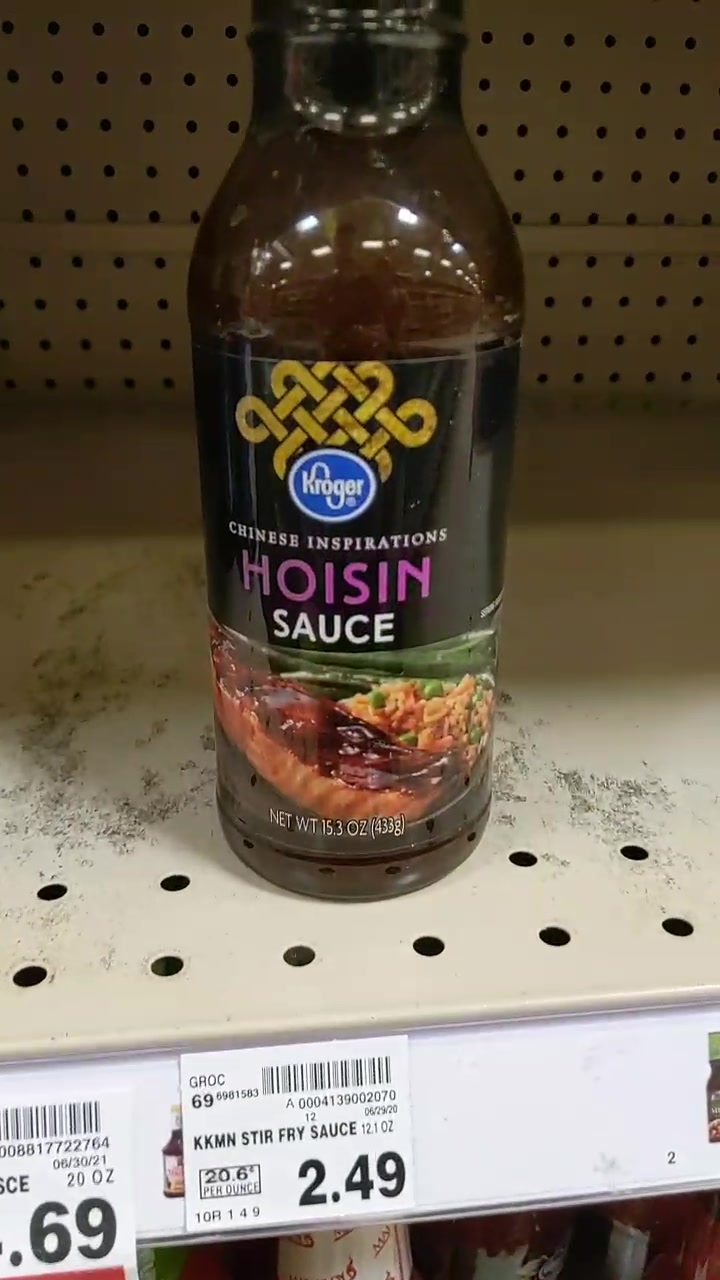 Kroger
CHINESE INSPIRATIONS
HOISIN
SAUCE
NET WT 15.3 OZ (433g)
008817722764
06/30/21
SCE 20 OZ
.69
GROC
69 6981583
A 0004139002070
12 06/29/20
KKMN STIR FRY SAUCE 12.1 OZ
20.6¢
PER OUNCE
2.49
10R 1 4 9
2